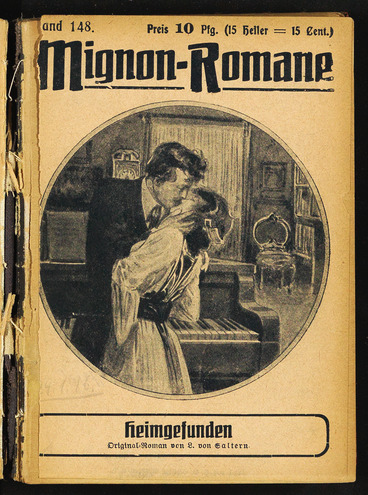 and 148. Preis 10 Pfg. (15 Heller = 15 Cent.)
Mignon-Romane
Heimgefunden
Original-Roman von L. von Saltern.